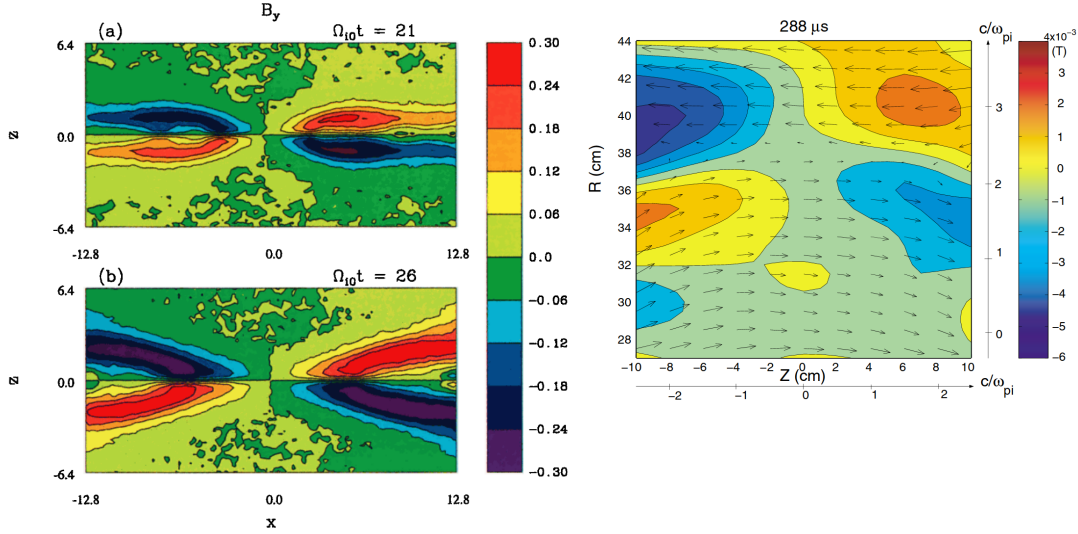 B_y
(a) Ω_i0 t = 21
6.4
z
0.0
-6.4
-12.8 0.0 12.8
(b) Ω_i0 t = 26
6.4
z
0.0
-6.4
-12.8 0.0 12.8
x
0.30
0.24
0.18
0.12
0.06
0.0
-0.06
-0.12
-0.18
-0.24
-0.30
288 μs
R (cm)
44
42
40
38
36
34
32
30
28
−10 −8 −6 −4 −2 0 2 4 6 8 10
Z (cm)
−2 −1 0 1 2
c/ω_pi
c/ω_pi
3
2
1
0
4x10⁻³
(T)
3
2
1
0
−1
−2
−3
−4
−5
−6